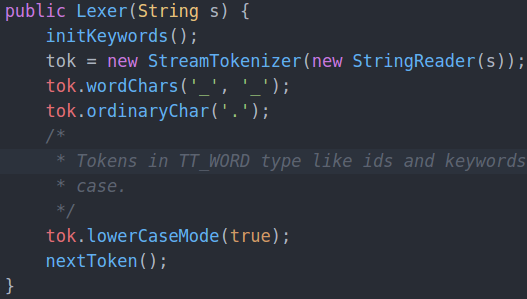 public Lexer(String s) {
    initKeywords();
    tok = new StreamTokenizer(new StringReader(s));
    tok.wordChars('_', '_');
    tok.ordinaryChar('.');
    /*
     * Tokens in TT_WORD type like ids and keywords
     * case.
     */
    tok.lowerCaseMode(true);
    nextToken();
}